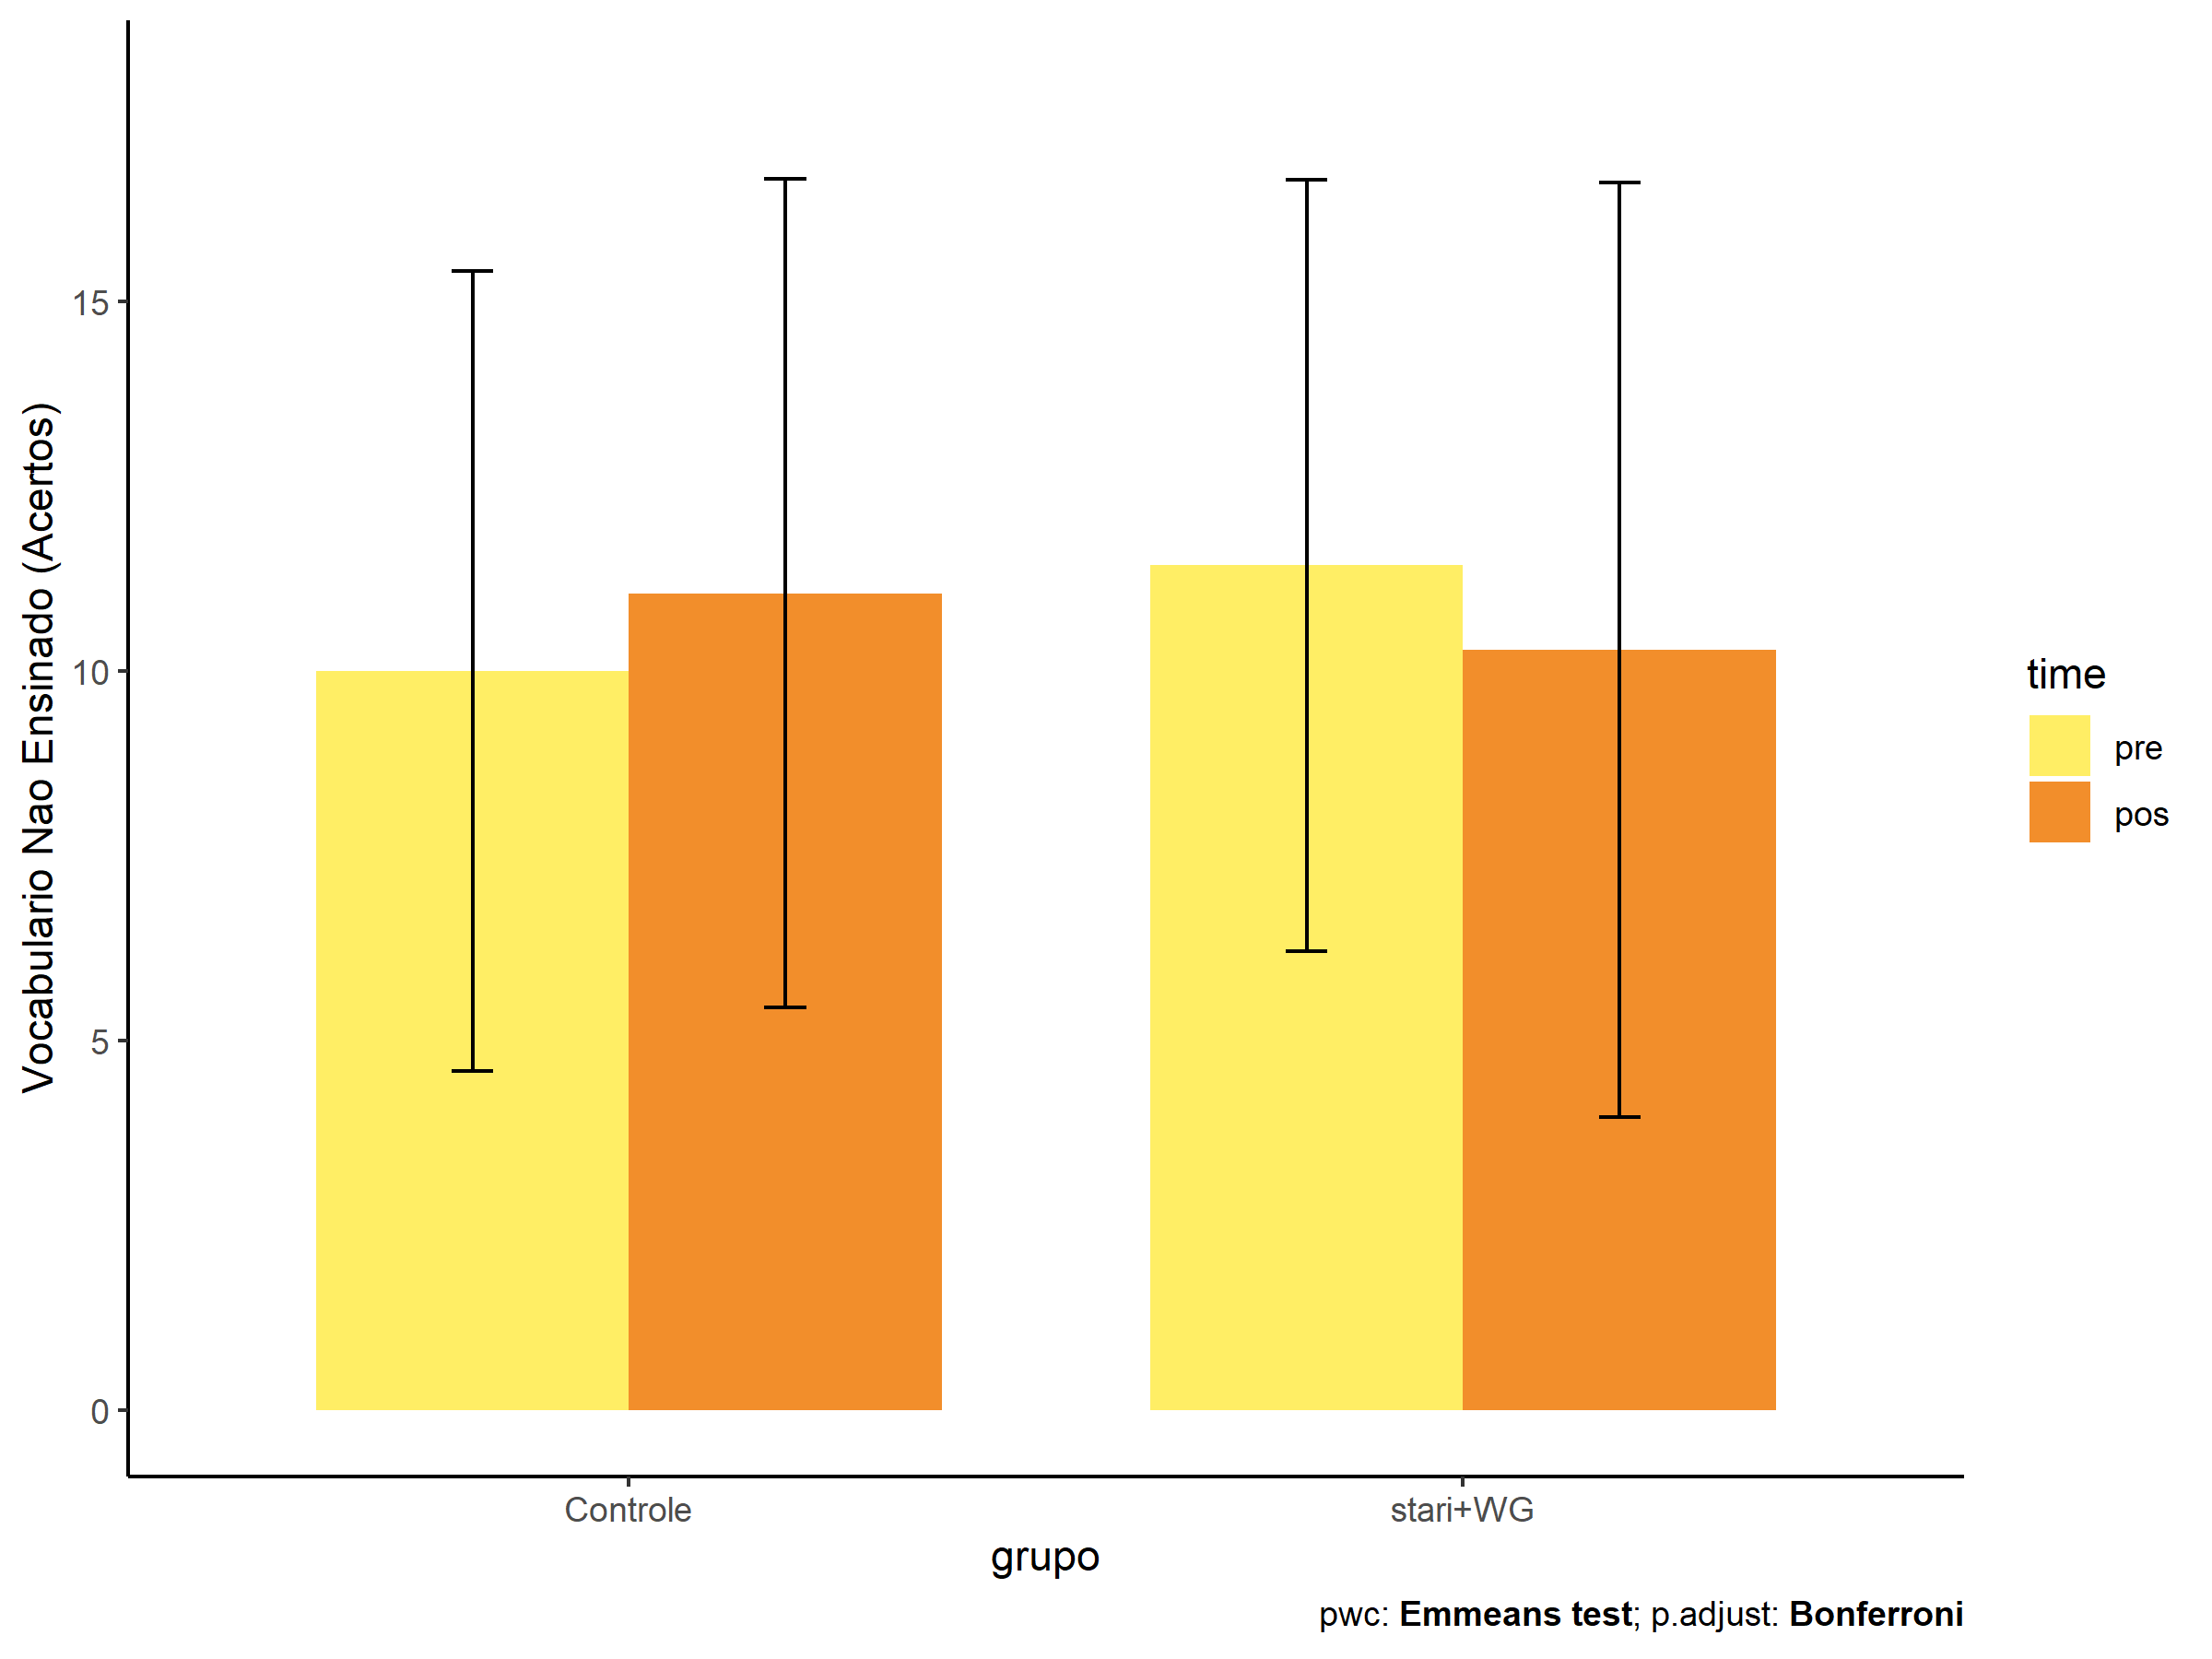 Vocabulario Nao Ensinado (Acertos)
15
10
5
0
Controle
stari+WG
grupo
time
pre
pos
pwc: Emmeans test; p.adjust: Bonferroni